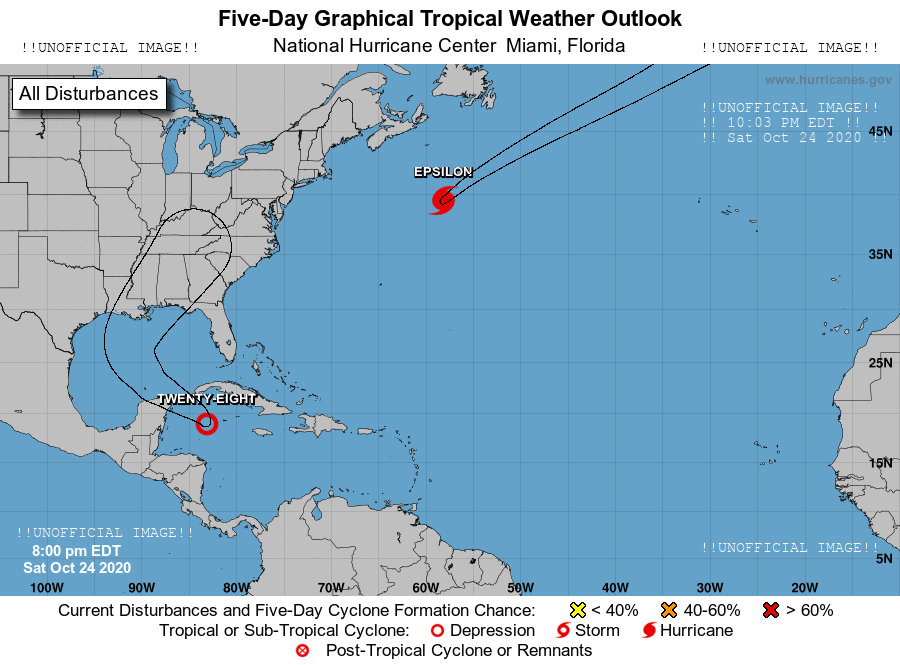 Five-Day Graphical Tropical Weather Outlook
!!UNOFFICIAL IMAGE!! National Hurricane Center  Miami, Florida !!UNOFFICIAL IMAGE!!
www.hurricanes.gov
All Disturbances
!!UNOFFICIAL IMAGE!!
!! 10:03 PM EDT !!
!! Sat Oct 24 2020 !!
45N
EPSILON
35N
25N
TWENTY-EIGHT
15N
!!UNOFFICIAL IMAGE!!
!!UNOFFICIAL IMAGE!!
8:00 pm EDT
5N
Sat Oct 24 2020
100W 90W 80W 70W 60W 50W 40W 30W 20W
Current Disturbances and Five-Day Cyclone Formation Chance: < 40% 40-60% > 60%
Tropical or Sub-Tropical Cyclone: Depression Storm Hurricane
Post-Tropical Cyclone or Remnants